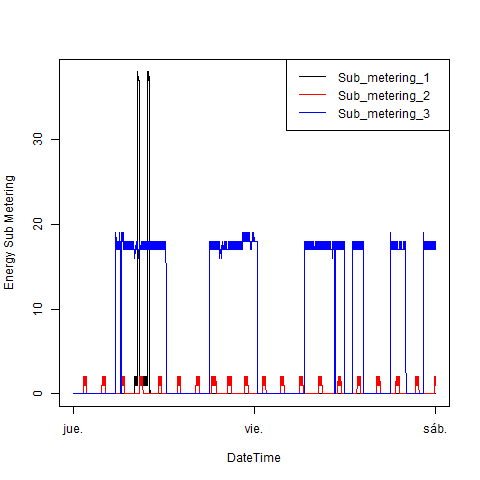 Sub_metering_1
Sub_metering_2
Sub_metering_3
Energy Sub Metering
30
20
10
0
jue.
vie.
sáb.
DateTime